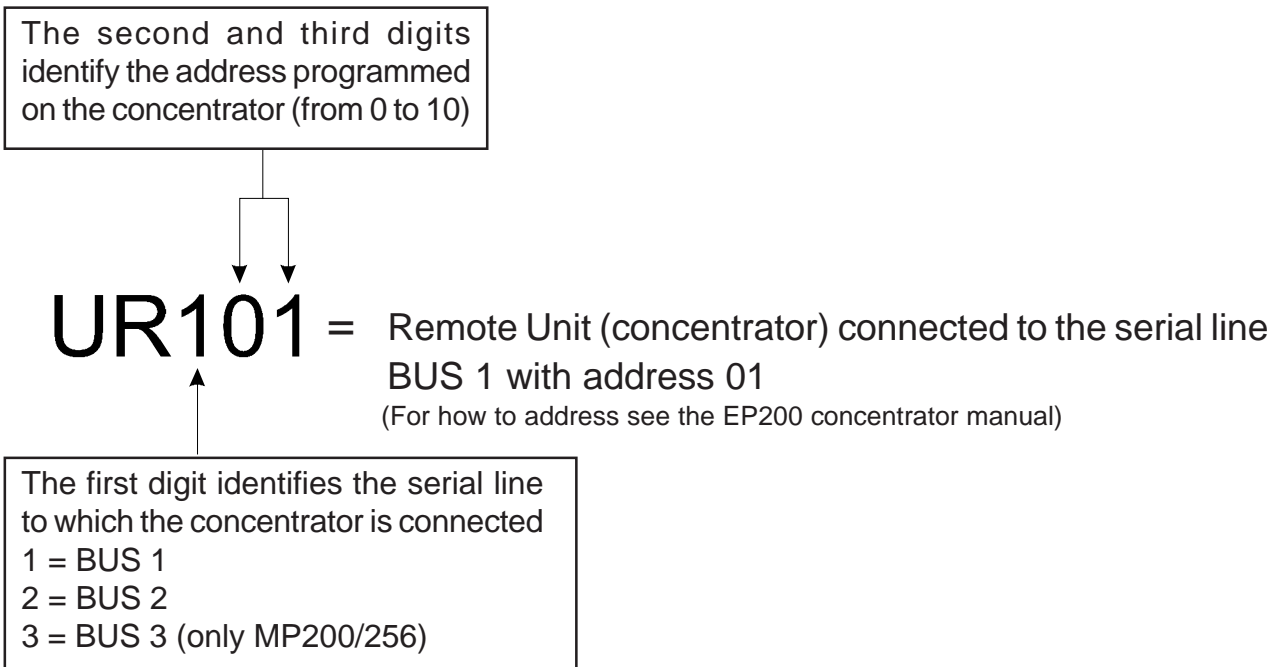 The second and third digits
identify the address programmed
on the concentrator (from 0 to 10)
UR101 = Remote Unit (concentrator) connected to the serial line
BUS 1 with address 01
(For how to address see the EP200 concentrator manual)
The first digit identifies the serial line
to which the concentrator is connected
1 = BUS 1
2 = BUS 2
3 = BUS 3 (only MP200/256)